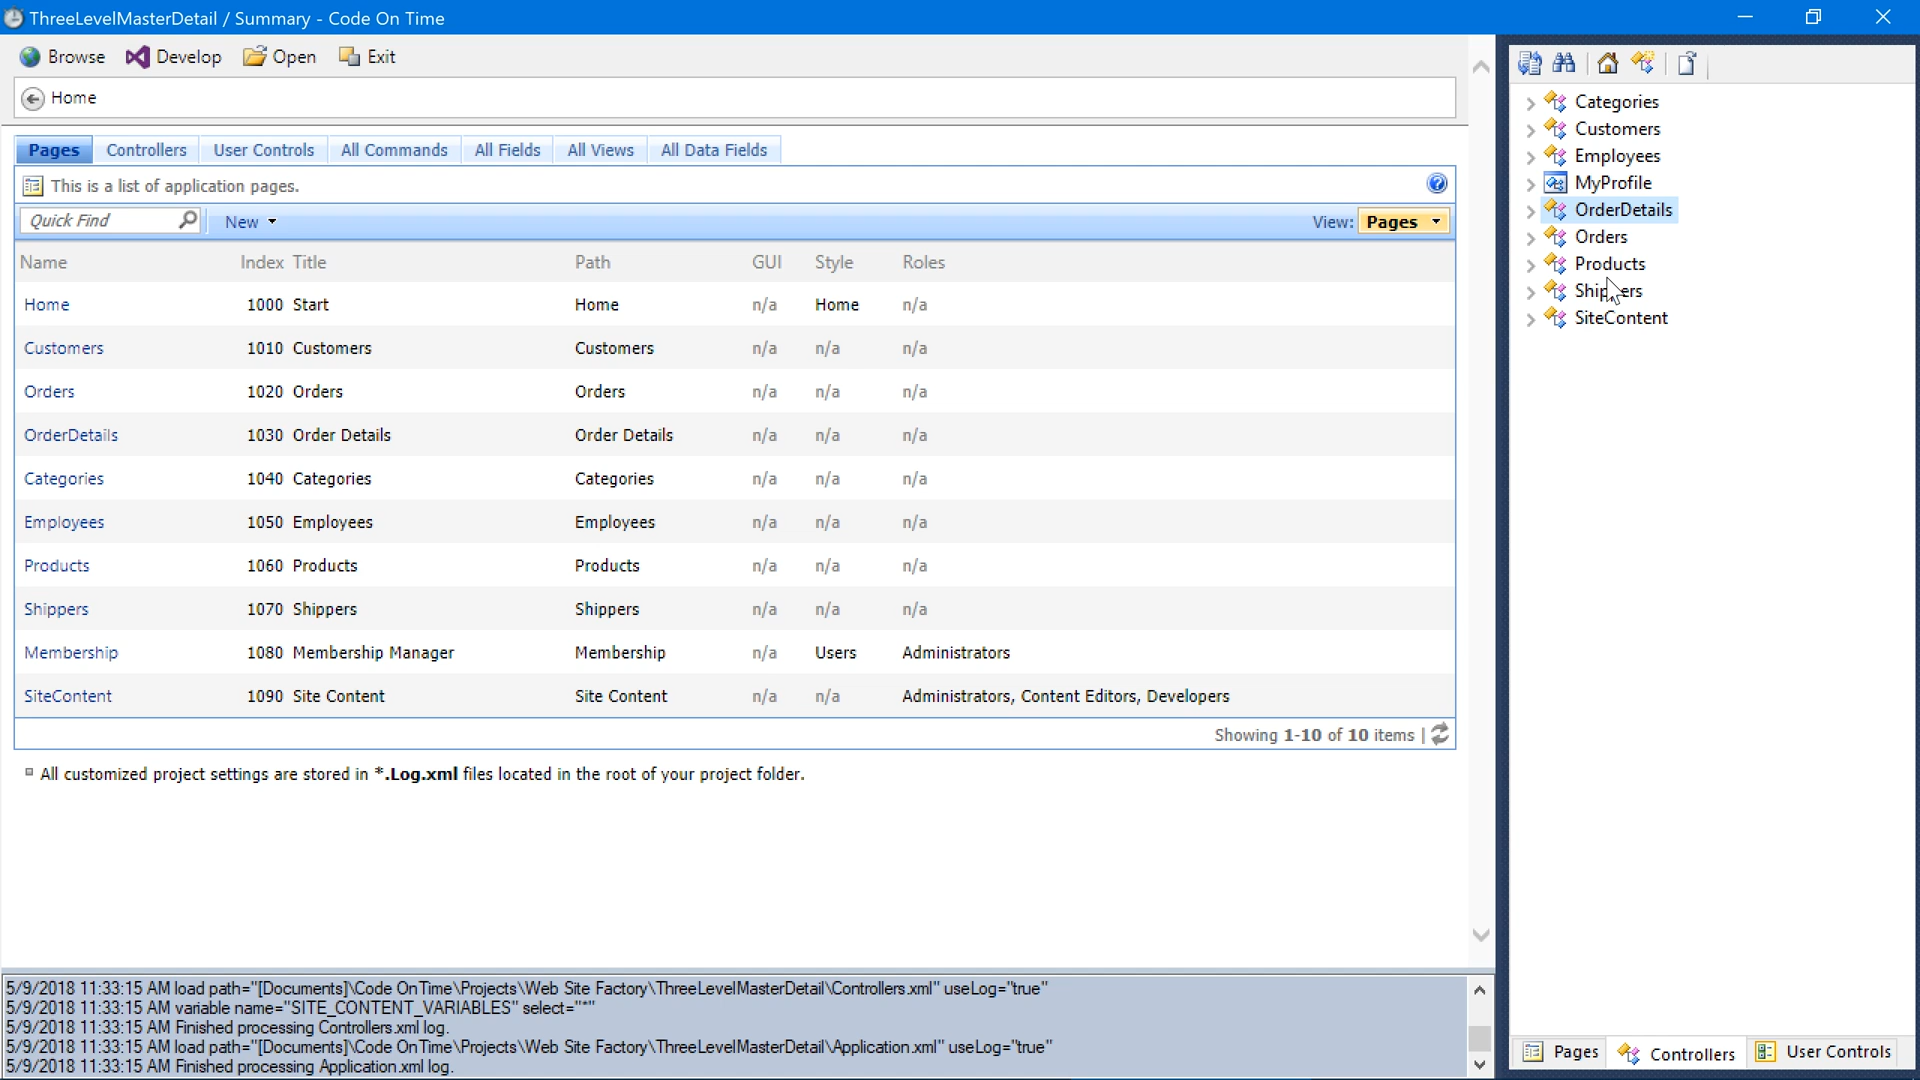 ThreeLevelMasterDetail / Summary - Code On Time
Browse Develop Open Exit
Home
Pages Controllers User Controls All Commands All Fields All Views All Data Fields
This is a list of application pages.
Quick Find New View: Pages
Name Index Title Path GUI Style Roles
Home 1000 Start Home n/a Home n/a
Customers 1010 Customers Customers n/a n/a n/a
Orders 1020 Orders Orders n/a n/a n/a
OrderDetails 1030 Order Details Order Details n/a n/a n/a
Categories 1040 Categories Categories n/a n/a n/a
Employees 1050 Employees Employees n/a n/a n/a
Products 1060 Products Products n/a n/a n/a
Shippers 1070 Shippers Shippers n/a n/a n/a
Membership 1080 Membership Manager Membership n/a Users Administrators
SiteContent 1090 Site Content Site Content n/a n/a Administrators, Content Editors, Developers
Showing 1-10 of 10 items |
All customized project settings are stored in *.Log.xml files located in the root of your project folder.
5/9/2018 11:33:15 AM load path="[Documents]\Code OnTime\Projects\Web Site Factory\ThreeLevelMasterDetail\Controllers.xml" useLog="true"
5/9/2018 11:33:15 AM variable name="SITE_CONTENT_VARIABLES" select="*"
5/9/2018 11:33:15 AM Finished processing Controllers.xml log.
5/9/2018 11:33:15 AM load path="[Documents]\Code OnTime\Projects\Web Site Factory\ThreeLevelMasterDetail\Application.xml" useLog="true"
5/9/2018 11:33:15 AM Finished processing Application.xml log.
Categories
Customers
Employees
MyProfile
OrderDetails
Orders
Products
Shippers
SiteContent
Pages Controllers User Controls